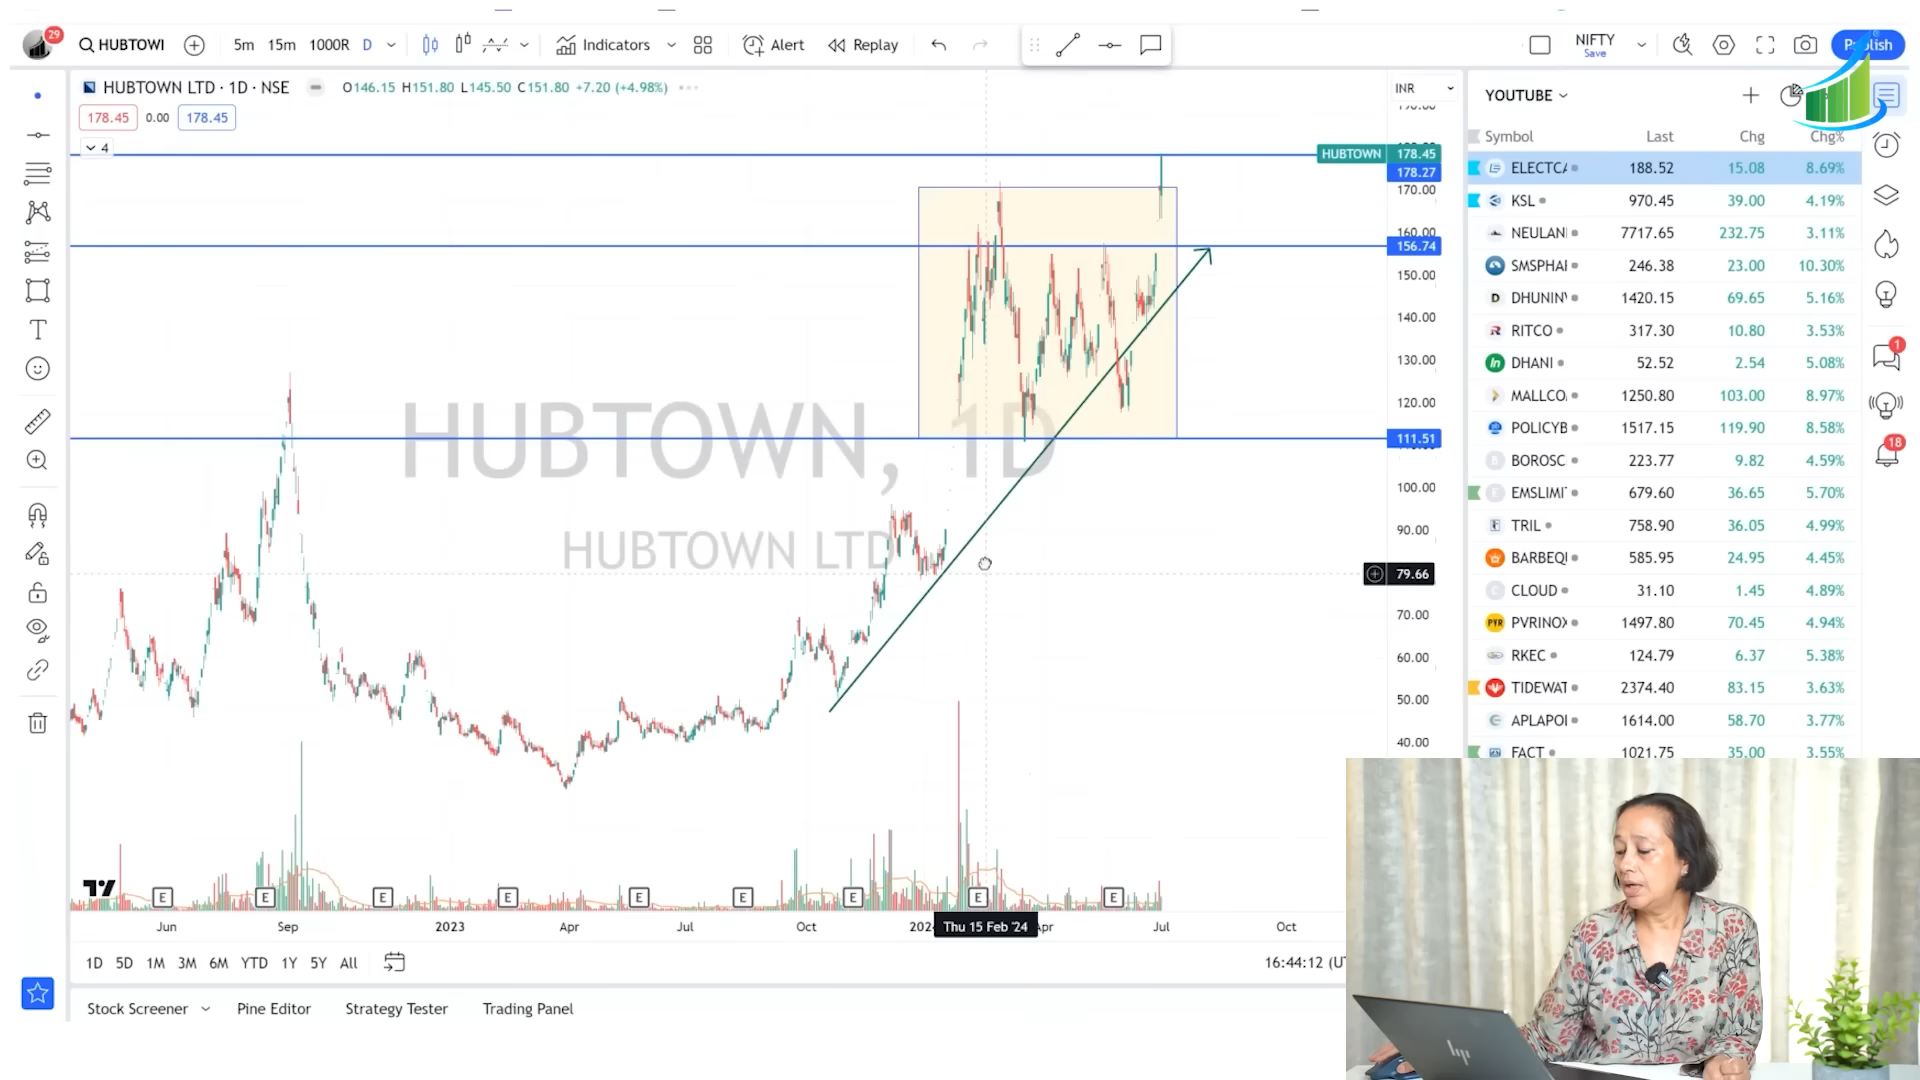 29
HUBTOWI
5m 15m 1000R D
Indicators
Alert
Replay
NIFTY
Save
Publish
HUBTOWN LTD · 1D · NSE
O146.15 H151.80 L145.50 C151.80 +7.20 (+4.98%)
178.45 0.00 178.45
4
INR
HUBTOWN 178.45
178.27
170.00
160.00
156.74
150.00
140.00
130.00
120.00
111.51
100.00
90.00
79.66
70.00
60.00
50.00
40.00
HUBTOWN, 1D
HUBTOWN LTD
E E E E E E E E E
Jun Sep 2023 Apr Jul Oct Thu 15 Feb '24 Jul Oct
1D 5D 1M 3M 6M YTD 1Y 5Y All
16:44:12
Stock Screener Pine Editor Strategy Tester Trading Panel
YOUTUBE
Symbol Last Chg Chg%
ELECTCA 188.52 15.08 8.69%
KSL 970.45 39.00 4.19%
NEULANI 7717.65 232.75 3.11%
SMSPHAI 246.38 23.00 10.30%
DHUNIN 1420.15 69.65 5.16%
RITCO 317.30 10.80 3.53%
DHANI 52.52 2.54 5.08%
MALLCO 1250.80 103.00 8.97%
POLICYB 1517.15 119.90 8.58%
BOROSC 223.77 9.82 4.59%
EMSLIMI 679.60 36.65 5.70%
TRIL 758.90 36.05 4.99%
BARBEQI 585.95 24.95 4.45%
CLOUD 31.10 1.45 4.89%
PVRINOX 1497.80 70.45 4.94%
RKEC 124.79 6.37 5.38%
TIDEWAT 2374.40 83.15 3.63%
APLAPOI 1614.00 58.70 3.77%
FACT 1021.75 35.00 3.55%
1
18
hp